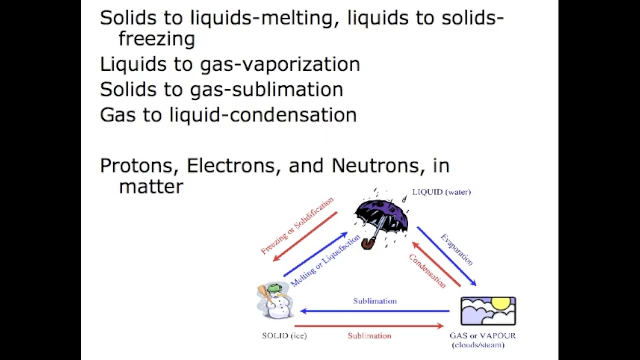 Solids to liquids-melting, liquids to solids-
freezing
Liquids to gas-vaporization
Solids to gas-sublimation
Gas to liquid-condensation
Protons, Electrons, and Neutrons, in
matter
LIQUID (water)
Freezing or Solidification
Melting or Liquefaction
Evaporation
Condensation
Sublimation
SOLID (ice)
Sublimation
GAS or VAPOUR
(clouds/steam)